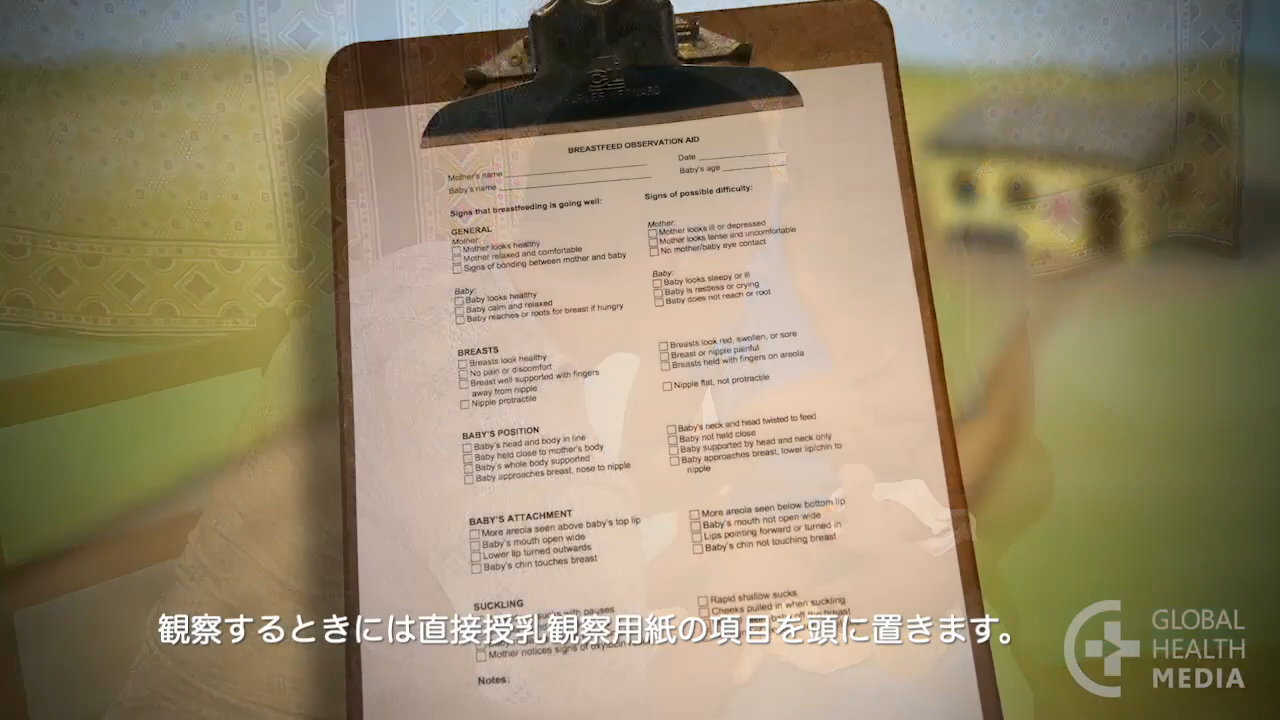 BREASTFEED OBSERVATION AID
Mother's name
Date
Baby's name
Baby's age
Signs that breastfeeding is going well:
Signs of possible difficulty:
GENERAL
Mother:
Mother looks healthy
Mother relaxed and comfortable
Signs of bonding between mother and baby
Mother:
Mother looks ill or depressed
Mother looks tense and uncomfortable
No mother/baby eye contact
Baby:
Baby looks healthy
Baby calm and relaxed
Baby reaches or roots for breast if hungry
Baby:
Baby looks sleepy or ill
Baby is restless or crying
Baby does not reach or root
BREASTS
Breasts look healthy
No pain or discomfort
Breast well supported with fingers
away from nipple
Nipple protractile
Breasts look red, swollen, or sore
Breast or nipple painful
Breasts held with fingers on areola
Nipple flat, not protractile
BABY'S POSITION
Baby's head and body in line
Baby held close to mother's body
Baby's whole body supported
Baby approaches breast, nose to nipple
Baby's neck and head twisted to feed
Baby not held close
Baby supported by head and neck only
Baby approaches breast, lower lip/chin to
nipple
BABY'S ATTACHMENT
More areola seen above baby's top lip
Baby's mouth open wide
Lower lip turned outwards
Baby's chin touches breast
More areola seen below bottom lip
Baby's mouth not open wide
Lips pointing forward or turned in
Baby's chin not touching breast
SUCKLING
sucks with pauses
Rapid shallow sucks
Cheeks pulled in when suckling
breast
Mother notices signs of
Notes:
観察するときには直接授乳観察用紙の項目を頭に置きます。
GLOBAL
HEALTH
MEDIA